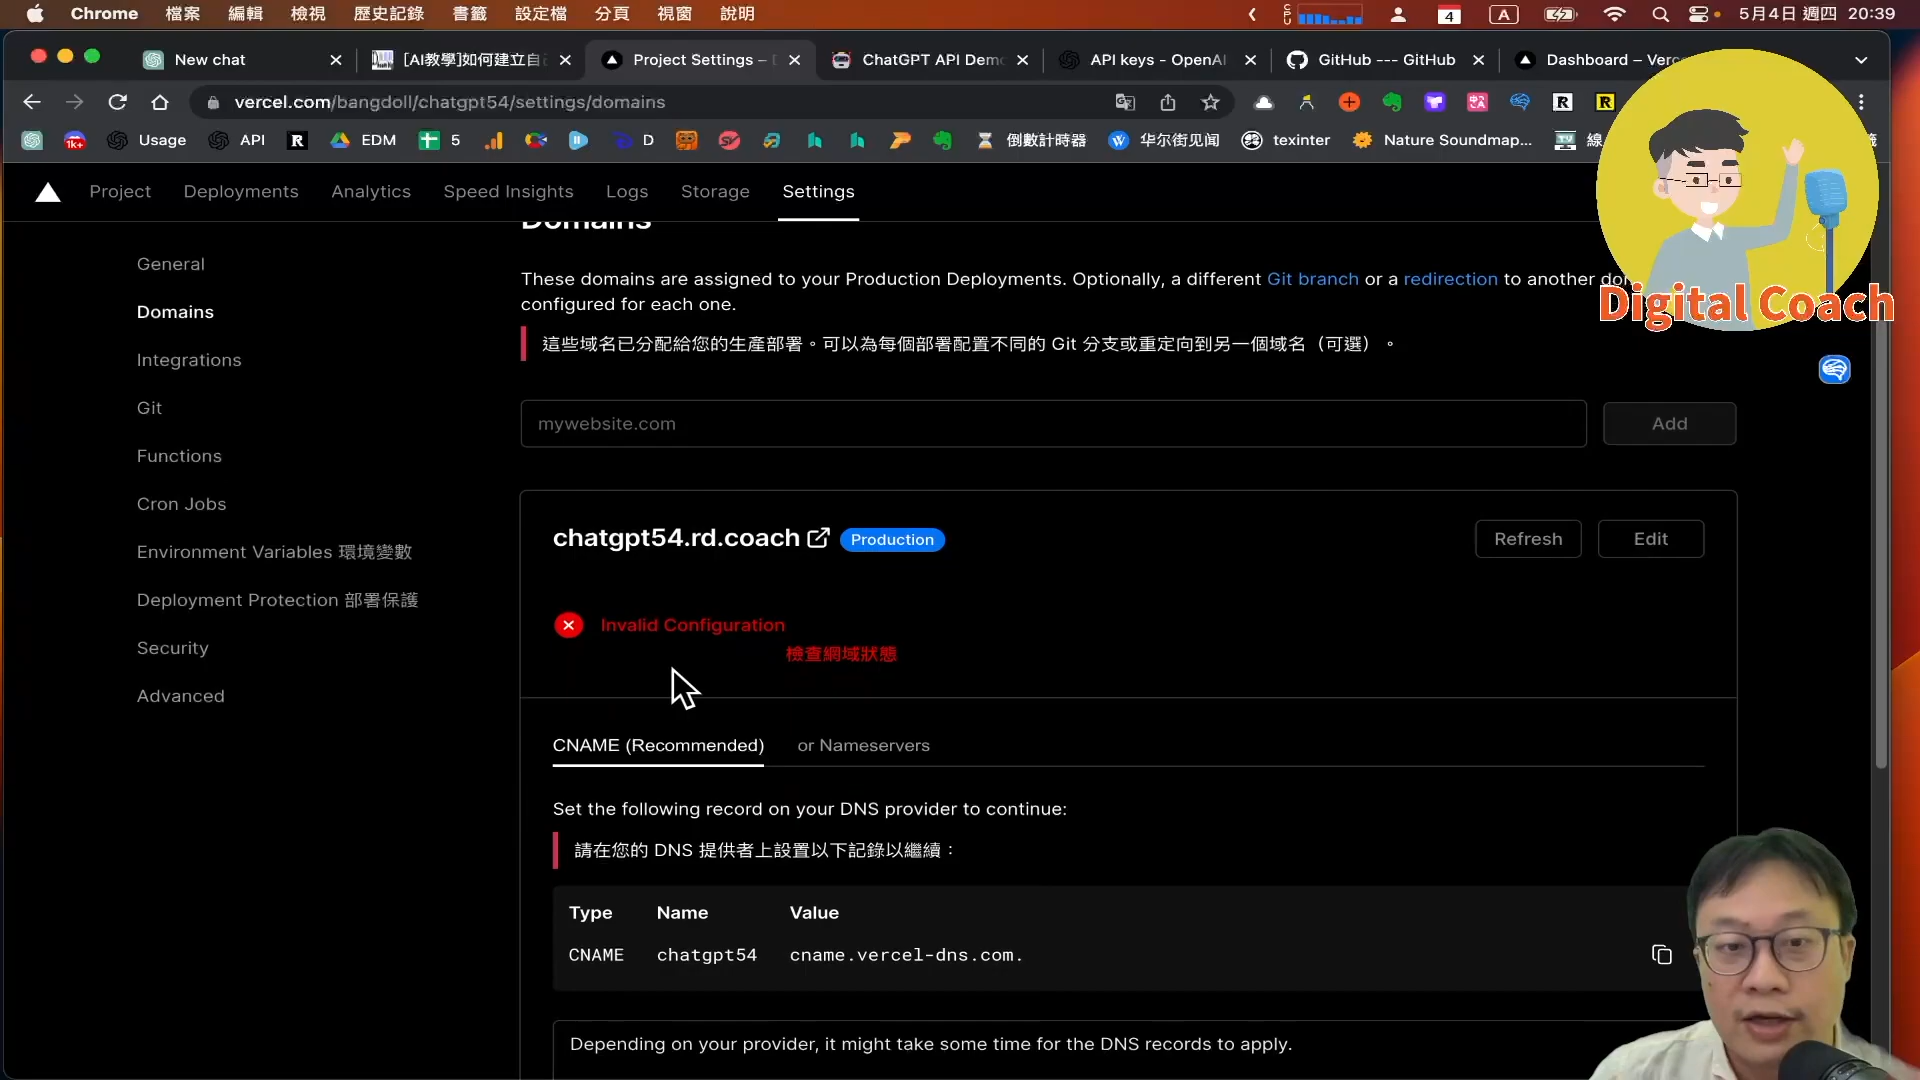 Chrome 檔案 編輯 檢視 歷史記錄 書籤 設定檔 分頁 視窗 說明 CPU 4 A 5月4日 週四 20:39
New chat [AI教學]如何建立自 Project Settings – ChatGPT API Dem API keys - OpenAI GitHub --- GitHub Dashboard – Verc
vercel.com/bangdoll/chatgpt54/settings/domains
1k+ Usage API R EDM 5 D 倒數計時器 华尔街见闻 texinter Nature Soundmap... 線
Project Deployments Analytics Speed Insights Logs Storage Settings
Domains
General
Domains
Integrations
Git
Functions
Cron Jobs
Environment Variables 環境變數
Deployment Protection 部署保護
Security
Advanced
These domains are assigned to your Production Deployments. Optionally, a different Git branch or a redirection to another
configured for each one.
這些域名已分配給您的生產部署。可以為每個部署配置不同的 Git 分支或重定向到另一個域名（可選）。
Digital Coach
mywebsite.com Add
chatgpt54.rd.coach Production Refresh Edit
Invalid Configuration
檢查網域狀態
CNAME (Recommended) or Nameservers
Set the following record on your DNS provider to continue:
請在您的 DNS 提供者上設置以下記錄以繼續：
Type Name Value
CNAME chatgpt54 cname.vercel-dns.com.
Depending on your provider, it might take some time for the DNS records to apply.